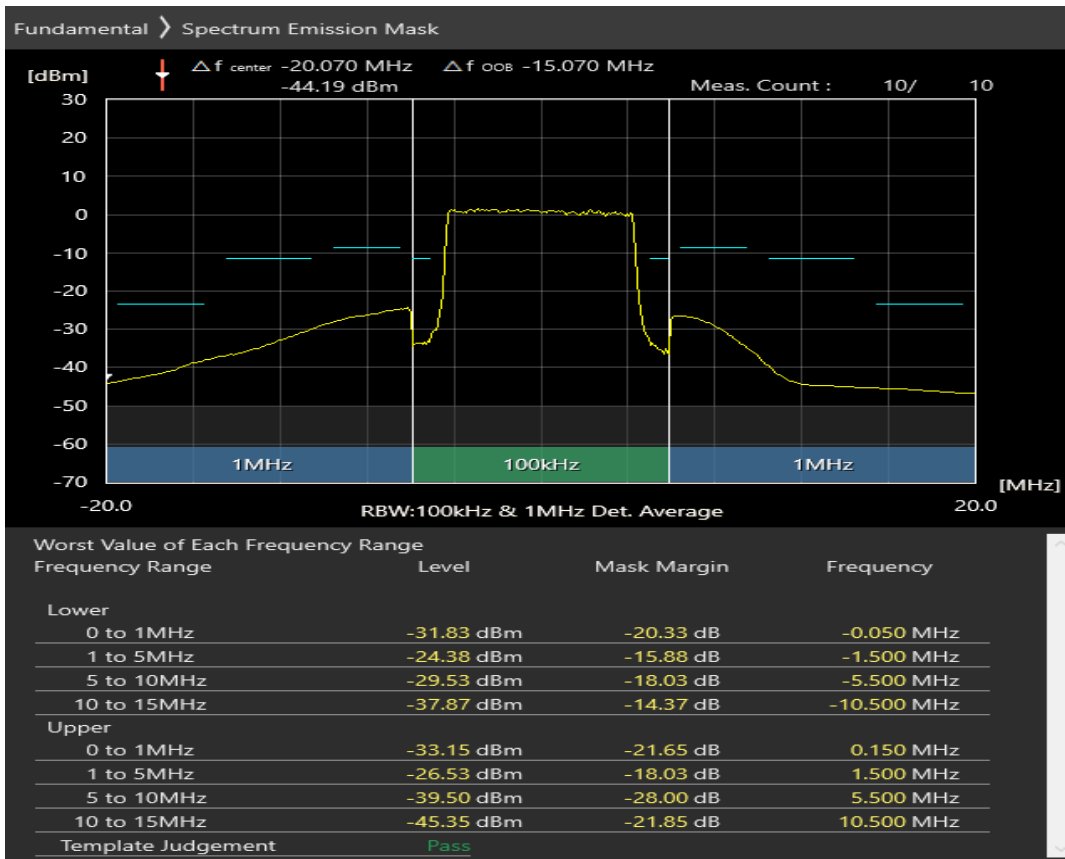 Fundamental ❯ Spectrum Emission Mask
[dBm]
△f center -20.070 MHz △f OOB -15.070 MHz
-44.19 dBm
Meas. Count : 10/ 10
30
20
10
0
-10
-20
-30
-40
-50
-60
-70
1MHz 100kHz 1MHz
[MHz]
-20.0 RBW:100kHz & 1MHz Det. Average 20.0
Worst Value of Each Frequency Range
Frequency Range Level Mask Margin Frequency
Lower
0 to 1MHz -31.83 dBm -20.33 dB -0.050 MHz
1 to 5MHz -24.38 dBm -15.88 dB -1.500 MHz
5 to 10MHz -29.53 dBm -18.03 dB -5.500 MHz
10 to 15MHz -37.87 dBm -14.37 dB -10.500 MHz
Upper
0 to 1MHz -33.15 dBm -21.65 dB 0.150 MHz
1 to 5MHz -26.53 dBm -18.03 dB 1.500 MHz
5 to 10MHz -39.50 dBm -28.00 dB 5.500 MHz
10 to 15MHz -45.35 dBm -21.85 dB 10.500 MHz
Template Judgement Pass